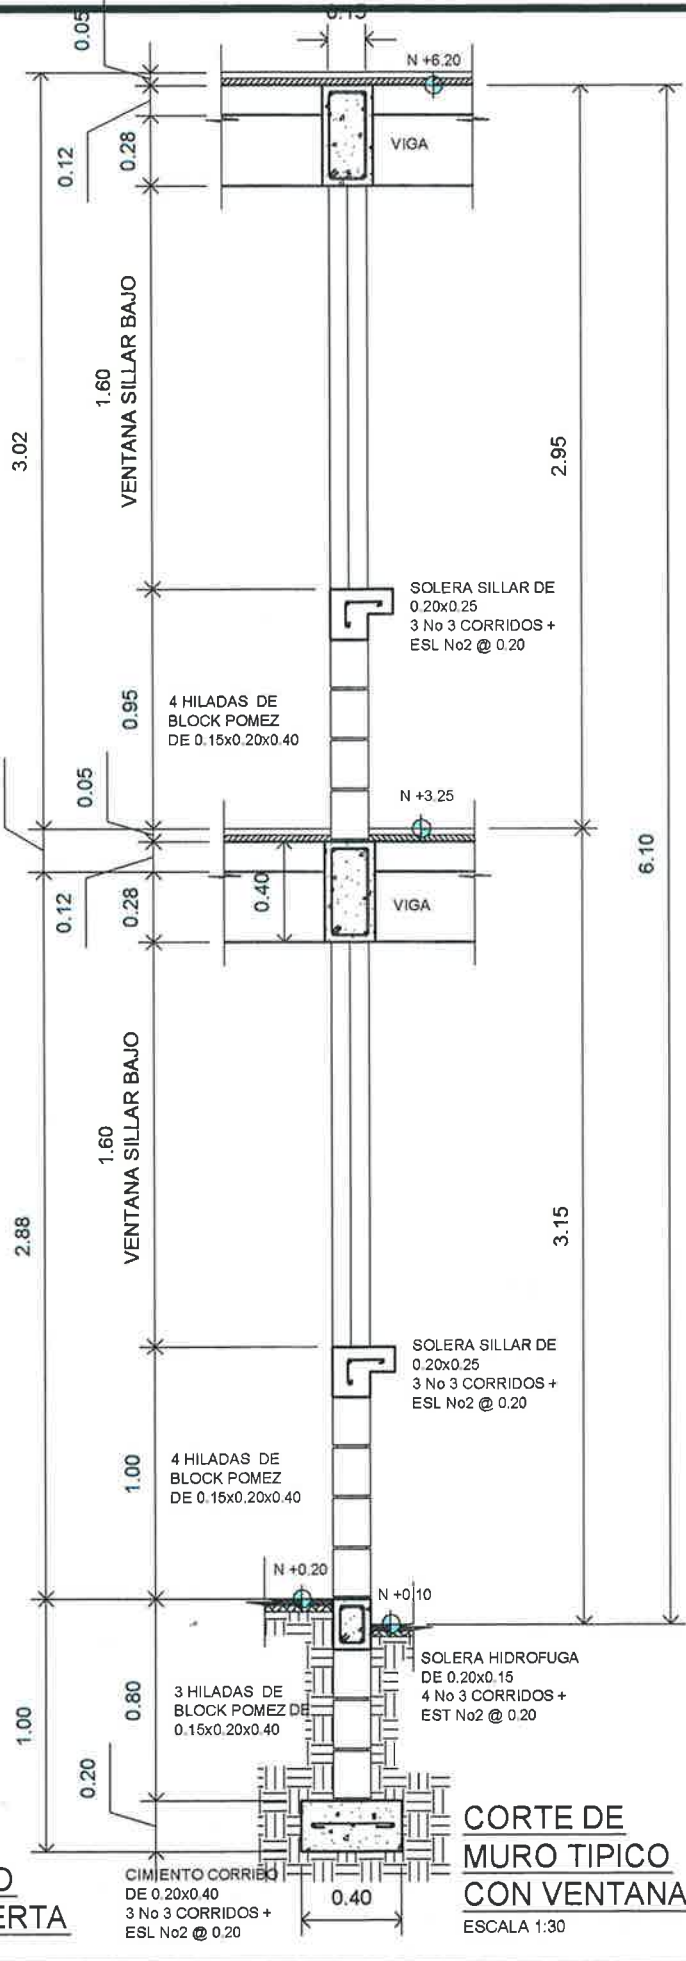 0.15
0.05
N +6.20
0.12
0.28
VIGA
1.60
VENTANA SILLAR BAJO
3.02
2.95
SOLERA SILLAR DE
0.20x0.25
3 No 3 CORRIDOS +
ESL No2 @ 0.20
0.95
4 HILADAS DE
BLOCK POMEZ
DE 0.15x0.20x0.40
0.05
N +3.25
6.10
0.12
0.28
0.40
VIGA
1.60
VENTANA SILLAR BAJO
2.88
3.15
SOLERA SILLAR DE
0.20x0.25
3 No 3 CORRIDOS +
ESL No2 @ 0.20
1.00
4 HILADAS DE
BLOCK POMEZ
DE 0.15x0.20x0.40
N +0.20
N +0.10
SOLERA HIDROFUGA
DE 0.20x0.15
4 No 3 CORRIDOS +
EST No2 @ 0.20
1.00
0.80
3 HILADAS DE
BLOCK POMEZ DE
0.15x0.20x0.40
0.20
CIMIENTO CORRIDO
DE 0.20x0.40
3 No 3 CORRIDOS +
ESL No2 @ 0.20
0.40
CORTE DE
MURO TIPICO
CON VENTANA
ESCALA 1:30
O
ERTA